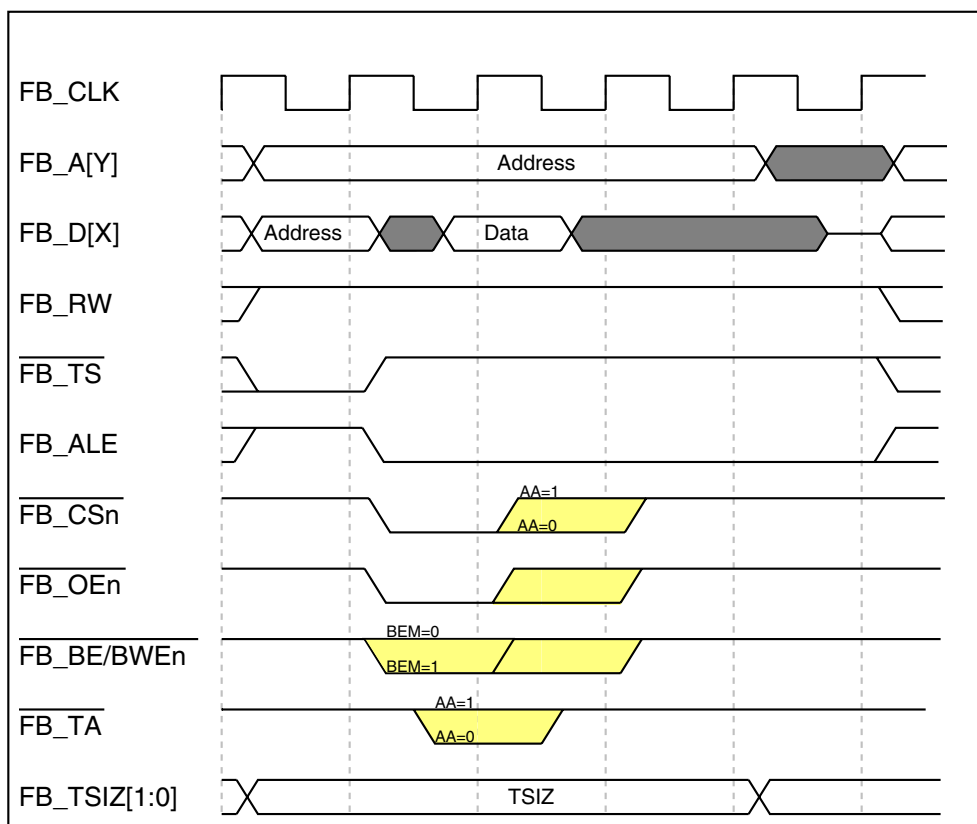 FB_CLK
FB_A[Y]
Address
FB_D[X]
Address
Data
FB_RW
FB_TS
FB_ALE
FB_CSn
AA=1
AA=0
FB_OEn
FB_BE/BWEn
BEM=0
BEM=1
FB_TA
AA=1
AA=0
FB_TSIZ[1:0]
TSIZ